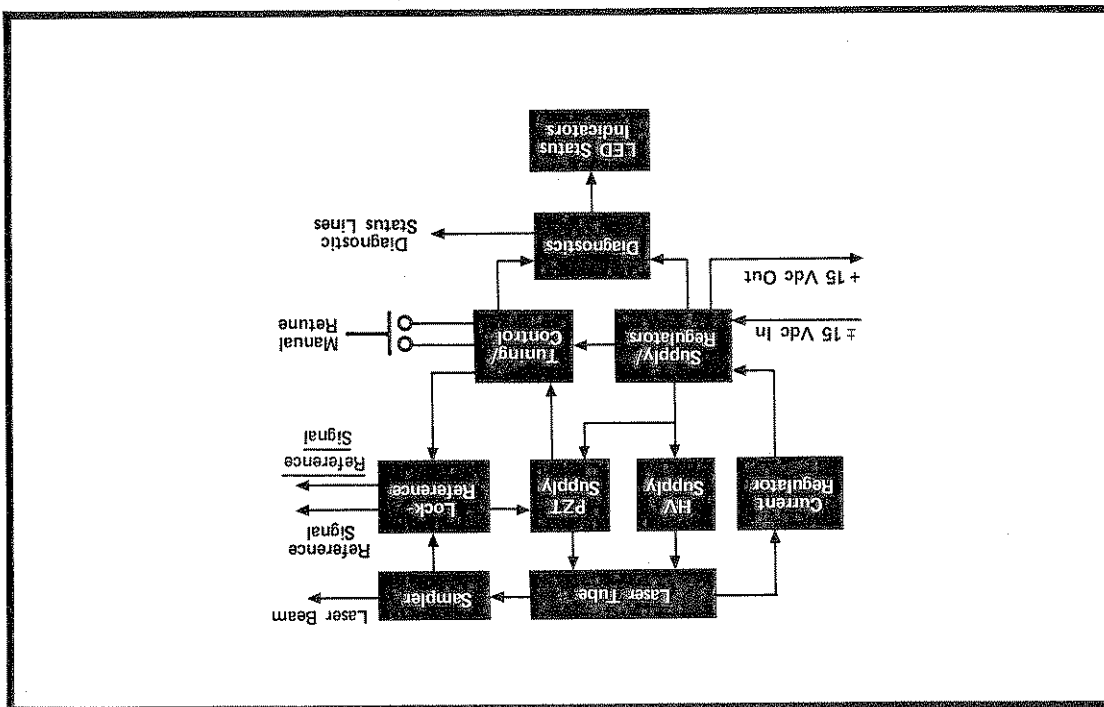 Laser Tube
Sampler
Laser Beam
Current
Regulator
HV
Supply
PZT
Supply
Lock-
Reference
Reference
Signal
Reference
Signal
± 15 Vdc In
+ 15 Vdc Out
Supply/
Regulators
Tuning/
Control
Manual
Retune
Diagnostics
Diagnostic
Status Lines
LED Status
Indicators